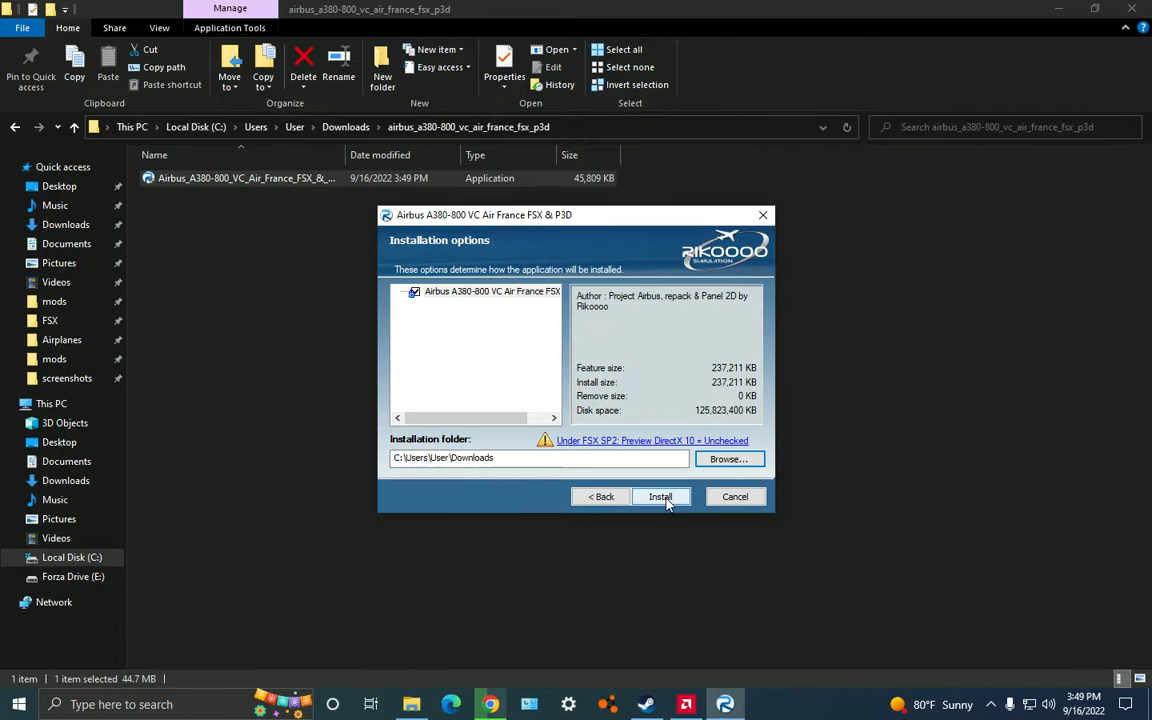 Manage
airbus_a380-800_vc_air_france_fsx_p3d
File
Home
Share
View
Application Tools
Pin to Quick access
Copy
Paste
Cut
Copy path
Paste shortcut
Clipboard
Move to
Copy to
Delete
Rename
Organize
New folder
New item
Easy access
New
Properties
Open
Edit
History
Open
Select all
Select none
Invert selection
Select
This PC > Local Disk (C:) > Users > User > Downloads > airbus_a380-800_vc_air_france_fsx_p3d
Search airbus_a380-800_vc_air_france_fsx_p3d
Name
Date modified
Type
Size
Airbus_A380-800_VC_Air_France_FSX_&_...
9/16/2022 3:49 PM
Application
45,809 KB
Quick access
Desktop
Music
Downloads
Documents
Pictures
Videos
mods
FSX
Airplanes
mods
screenshots
This PC
3D Objects
Desktop
Documents
Downloads
Music
Pictures
Videos
Local Disk (C:)
Forza Drive (E:)
Network
Airbus A380-800 VC Air France FSX & P3D
Installation options
RIKOOOO
SIMULATION
These options determine how the application will be installed.
Airbus A380-800 VC Air France FSX
Author : Project Airbus, repack & Panel 2D by
Rikoooo
Feature size: 237,211 KB
Install size: 237,211 KB
Remove size: 0 KB
Disk space: 125,823,400 KB
Installation folder:
Under FSX SP2: Preview DirectX 10 = Unchecked
C:\Users\User\Downloads
Browse...
< Back
Install
Cancel
1 item
1 item selected 44.7 MB
Type here to search
80°F Sunny
3:49 PM
9/16/2022